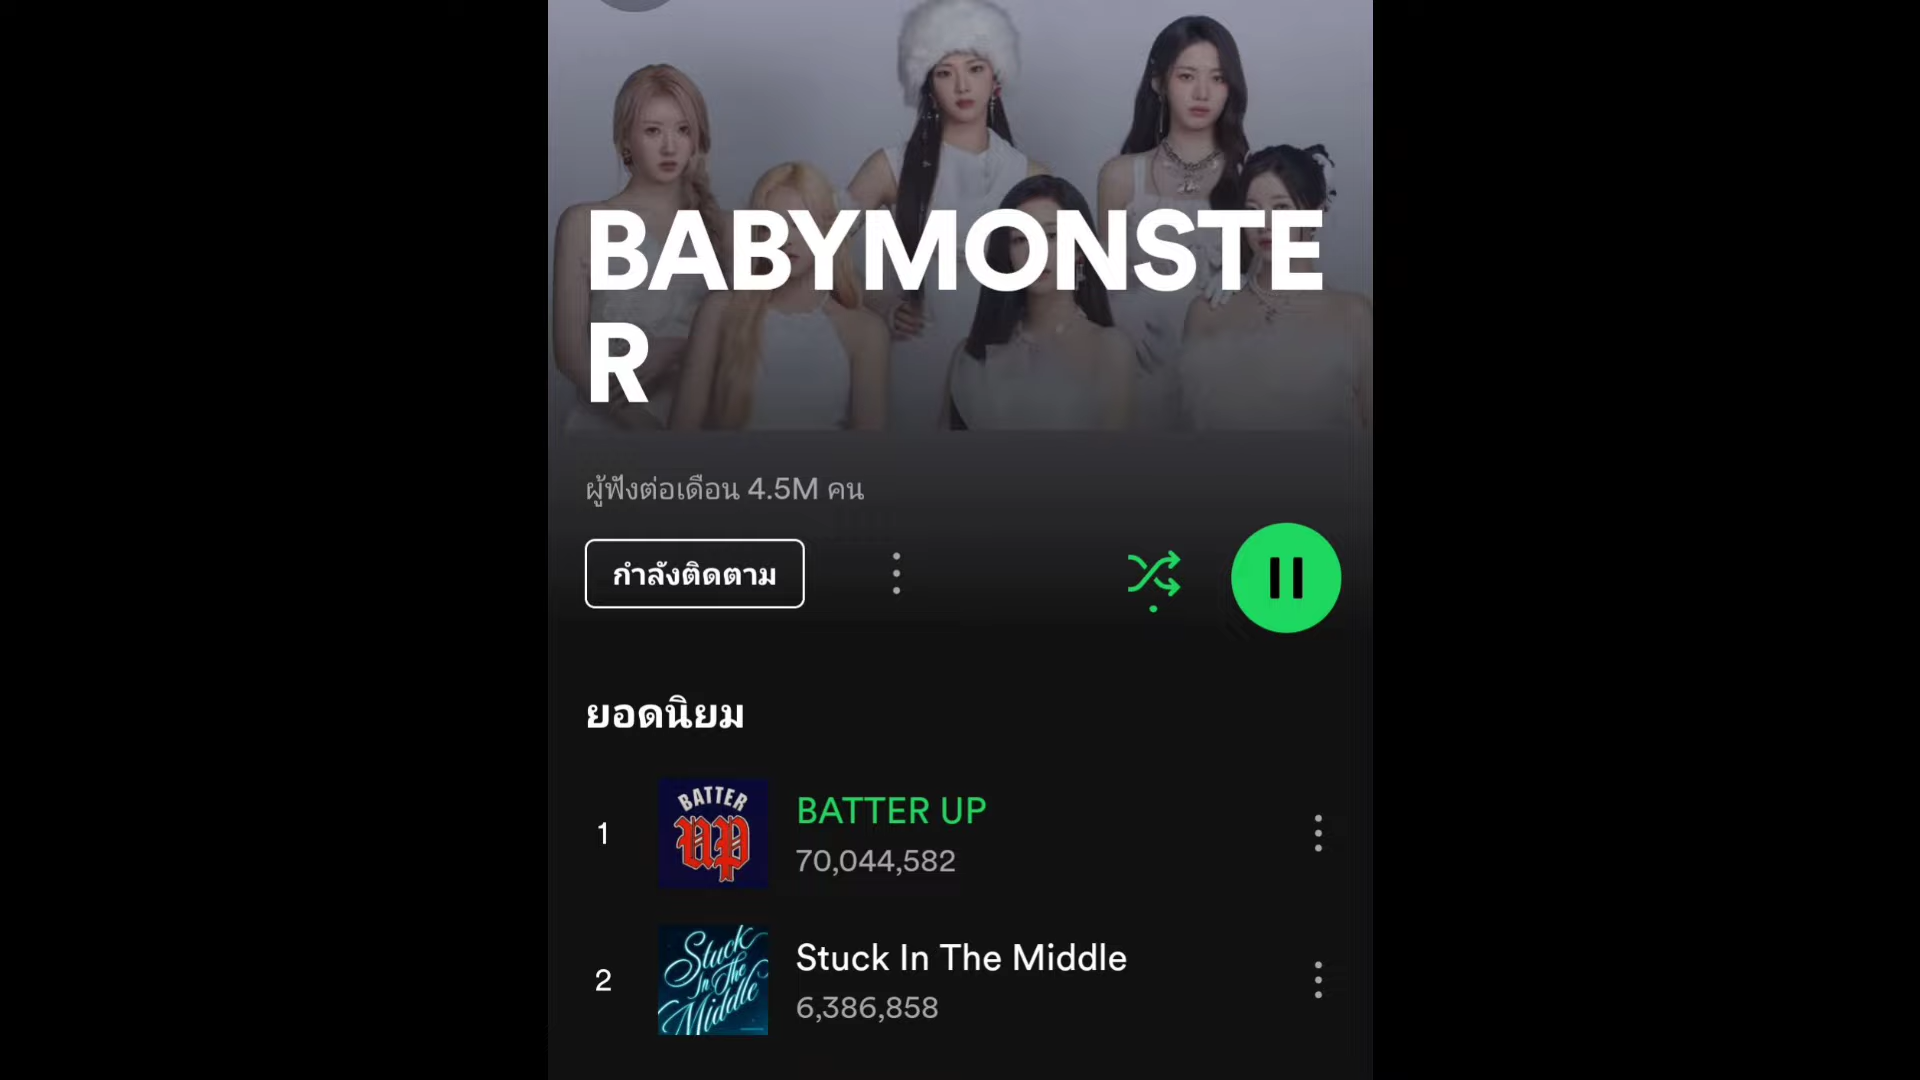 BABYMONSTE
R
ผู้ฟังต่อเดือน 4.5M คน
กำลังติดตาม
ยอดนิยม
1
BATTER
up
BATTER UP
70,044,582
2
Stuck
In The
Middle
Stuck In The Middle
6,386,858